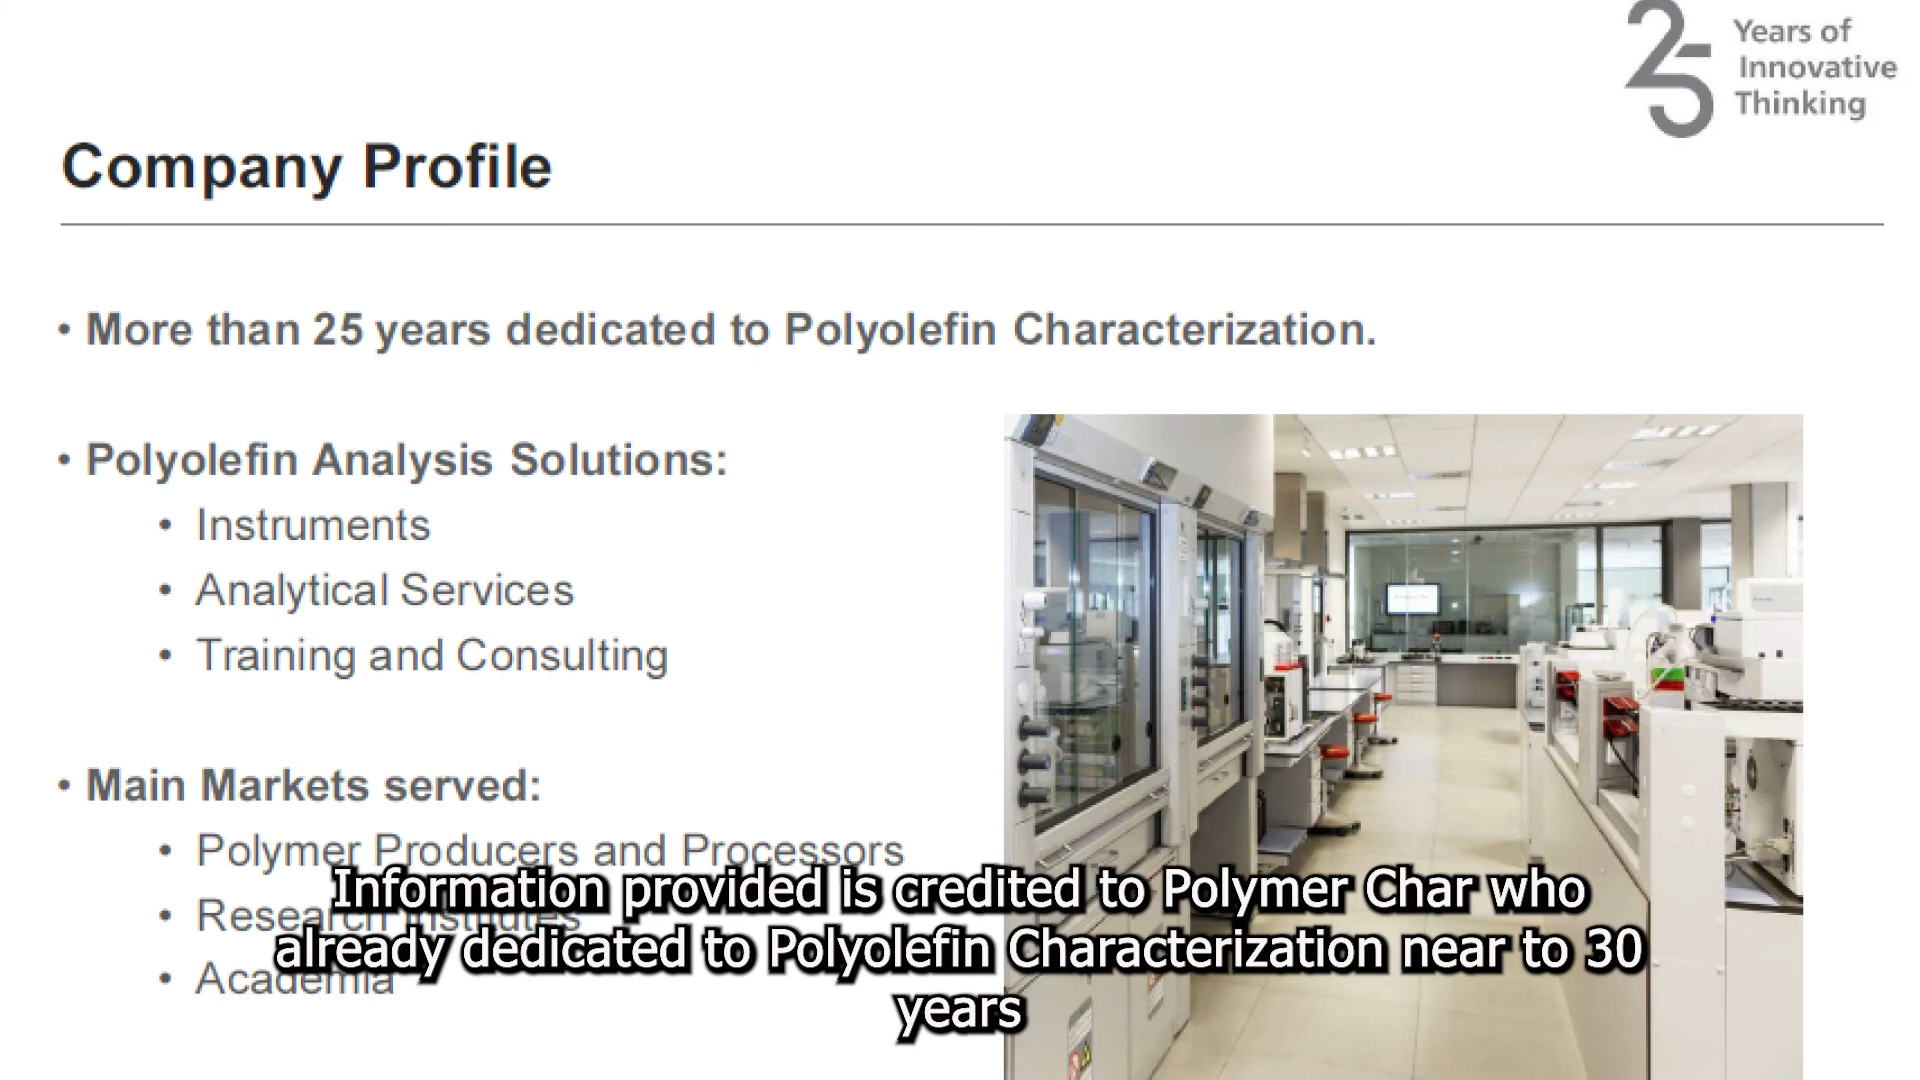 25 Years of
Innovative
Thinking
Company Profile
• More than 25 years dedicated to Polyolefin Characterization.
• Polyolefin Analysis Solutions:
• Instruments
• Analytical Services
• Training and Consulting
• Main Markets served:
• Polymer Producers and Processors
• Research Institutes
• Academia
Information provided is credited to Polymer Char who
already dedicated to Polyolefin Characterization near to 30
years